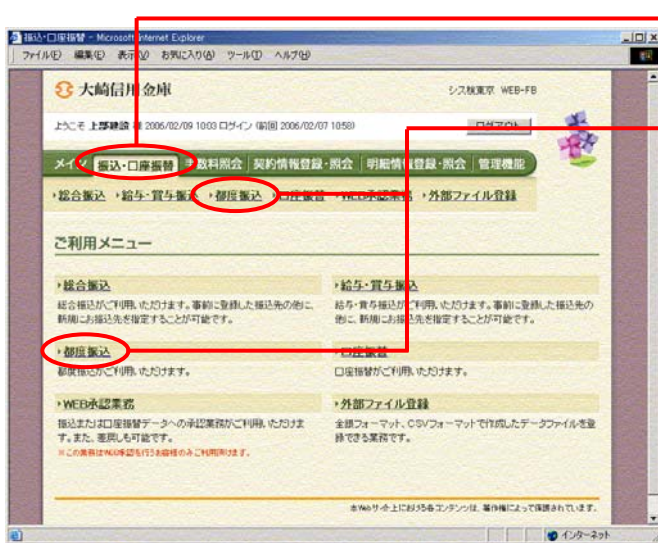 振込・口座振替 - Microsoft Internet Explorer
ファイル(F) 編集(E) 表示(V) お気に入り(A) ツール(T) ヘルプ(H)
大崎信用金庫
シス検東京 WEB-FB
ようこそ 上野建設 様 2006/02/09 10:03 ログイン (前回 2006/02/07 10:58)
ログアウト
メイン 振込・口座振替 手数料照会 契約情報登録・照会 明細情報登録・照会 管理機能
総合振込 給与・賞与振込 都度振込 口座振替 WEB承認業務 外部ファイル登録
ご利用メニュー
総合振込
総合振込がご利用いただけます。事前に登録した振込先の他に、
新規にお振込先を指定することが可能です。
給与・賞与振込
給与・賞与振込がご利用いただけます。事前に登録した振込先の
他に、新規にお振込先を指定することが可能です。
都度振込
都度振込がご利用いただけます。
口座振替
口座振替がご利用いただけます。
WEB承認業務
振込または口座振替データへの承認業務がご利用いただけま
す。また、差戻しも可能です。
※この業務はWEB承認を行うお客様のみご利用頂けます。
外部ファイル登録
全銀フォーマット、CSVフォーマットで作成したデータファイルを登
録できる業務です。
本Webサイト上における各コンテンツは、著作権によって保護されています。
インターネット